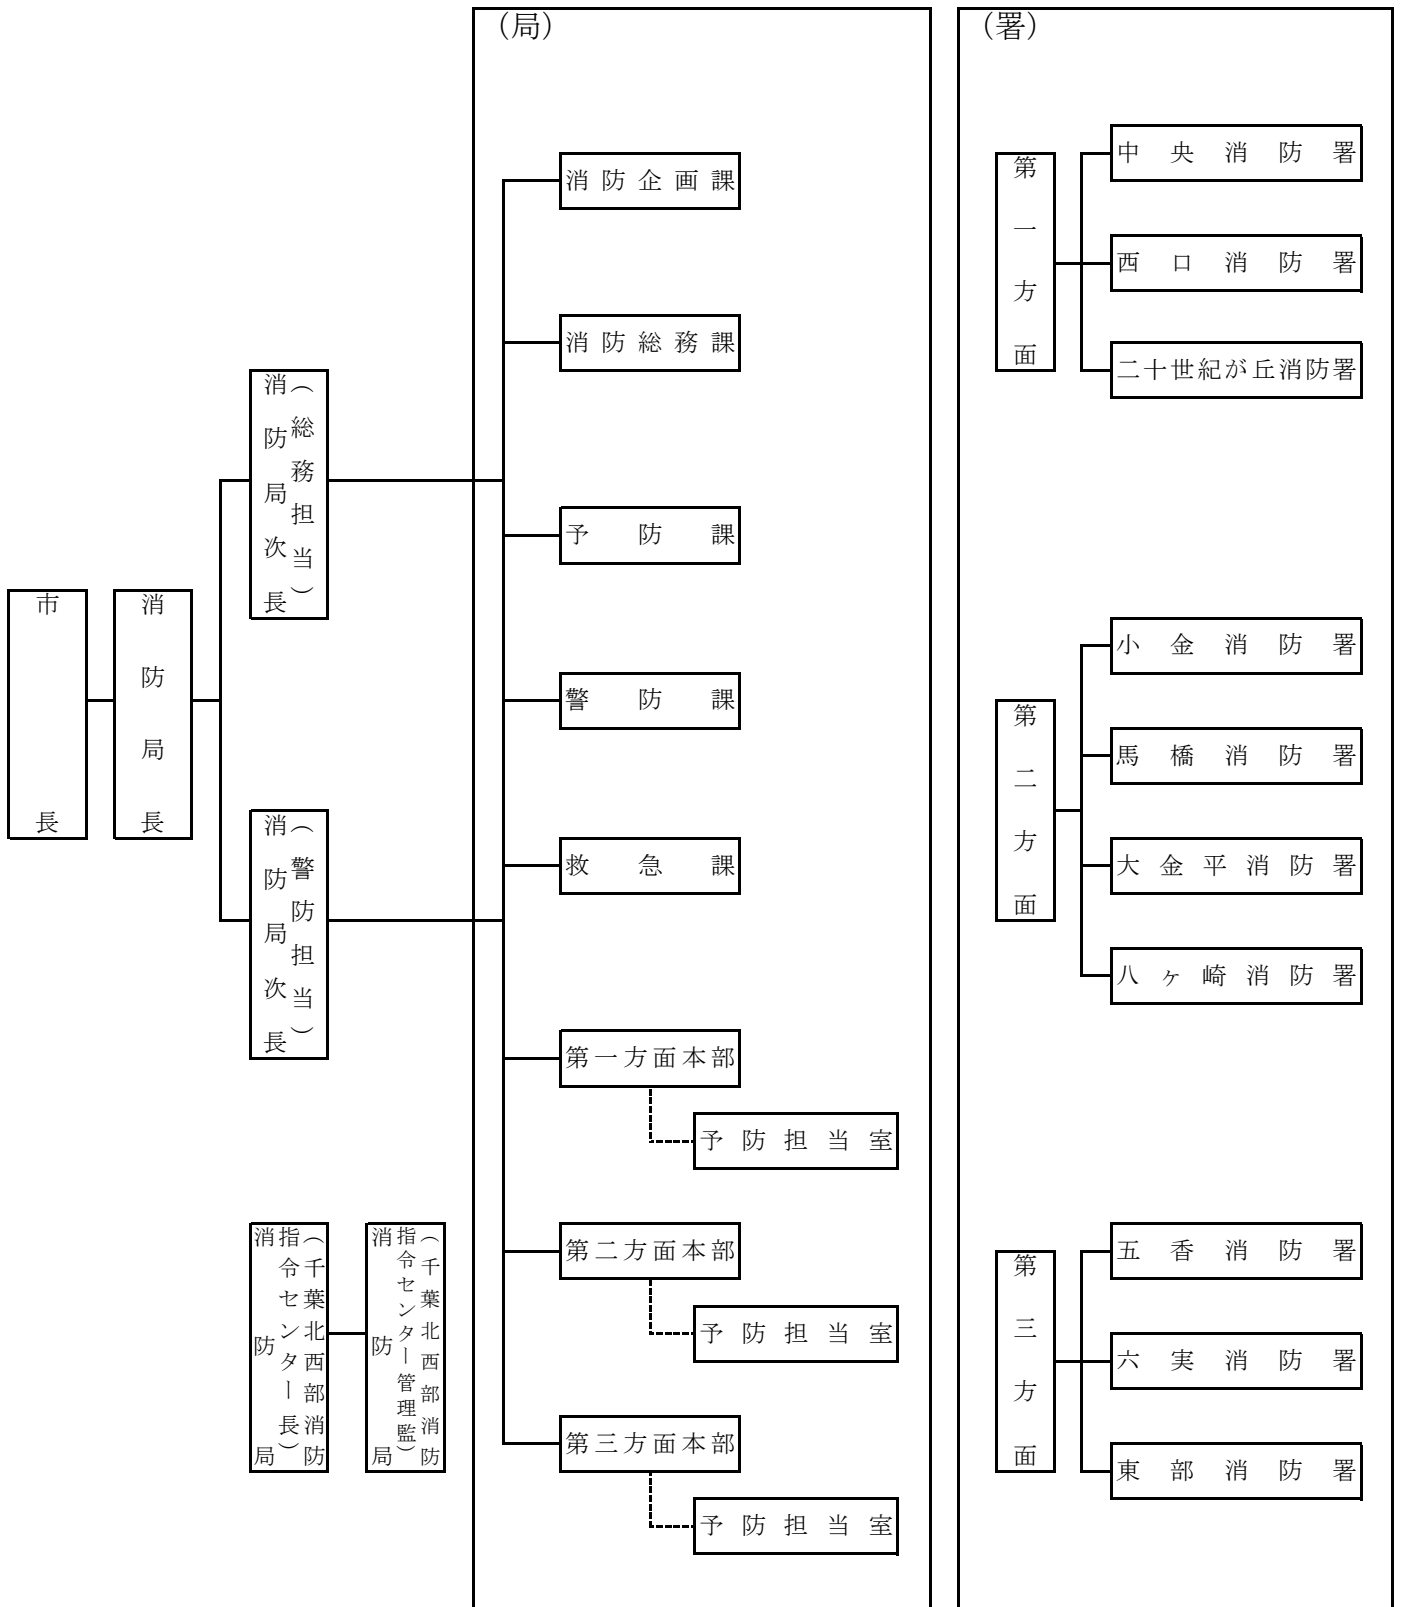 市長
消防局長
消防局次長
（総務担当）
消防局次長
（警防担当）
消防局
（千葉北西部消防
指令センター長）
消防局
（千葉北西部消防
指令センター管理監）
（局）
消防企画課
消防総務課
予防課
警防課
救急課
第一方面本部
予防担当室
第二方面本部
予防担当室
第三方面本部
予防担当室
（署）
第一方面
中央消防署
西口消防署
二十世紀が丘消防署
第二方面
小金消防署
馬橋消防署
大金平消防署
八ヶ崎消防署
第三方面
五香消防署
六実消防署
東部消防署